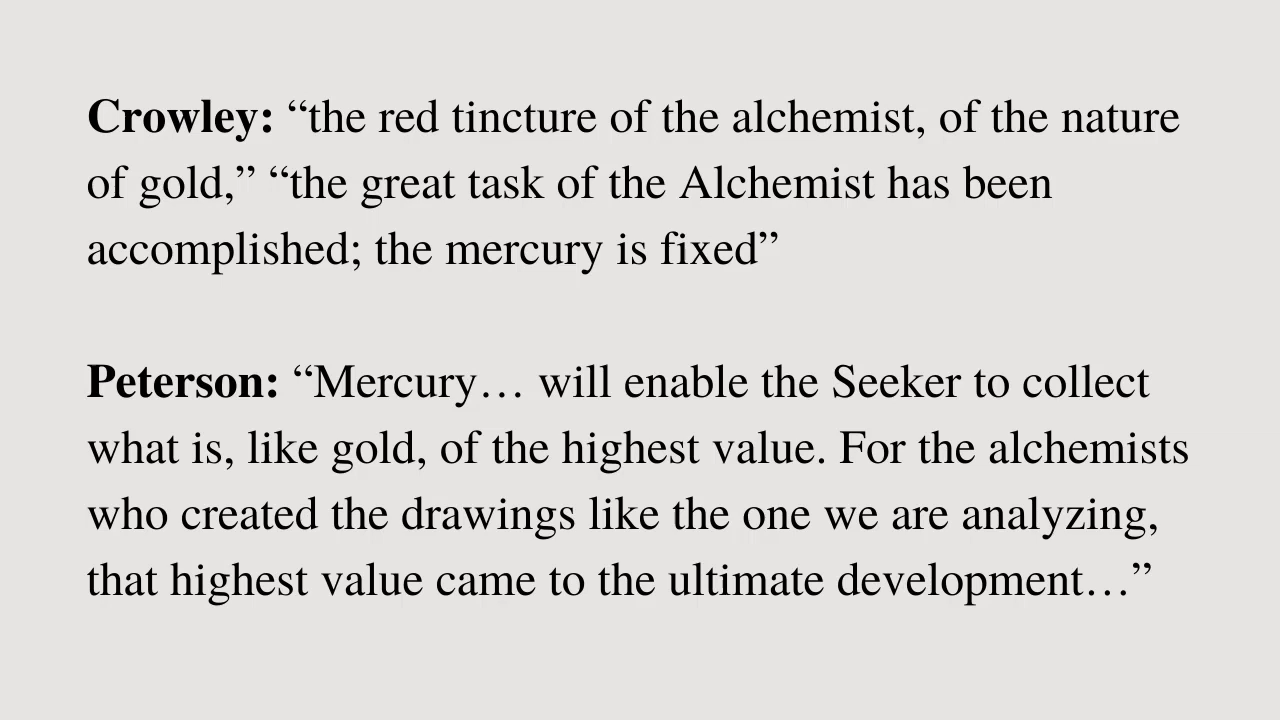 Crowley: “the red tincture of the alchemist, of the nature
of gold,” “the great task of the Alchemist has been
accomplished; the mercury is fixed”
Peterson: “Mercury… will enable the Seeker to collect
what is, like gold, of the highest value. For the alchemists
who created the drawings like the one we are analyzing,
that highest value came to the ultimate development…”